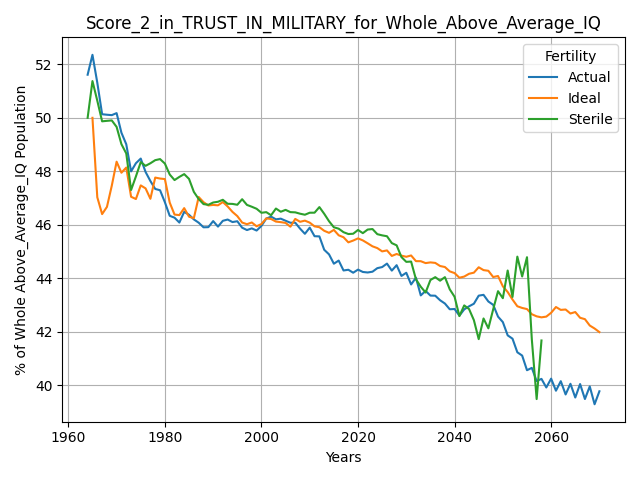 Score_2_in_TRUST_IN_MILITARY_for_Whole_Above_Average_IQ
% of Whole Above_Average_IQ Population
52
50
48
46
44
42
40
Fertility
Actual
Ideal
Sterile
1960 1980 2000 2020 2040 2060
Years